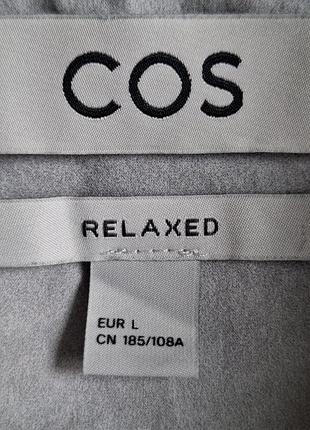 COS
RELAXED
EUR L
CN 185/108A